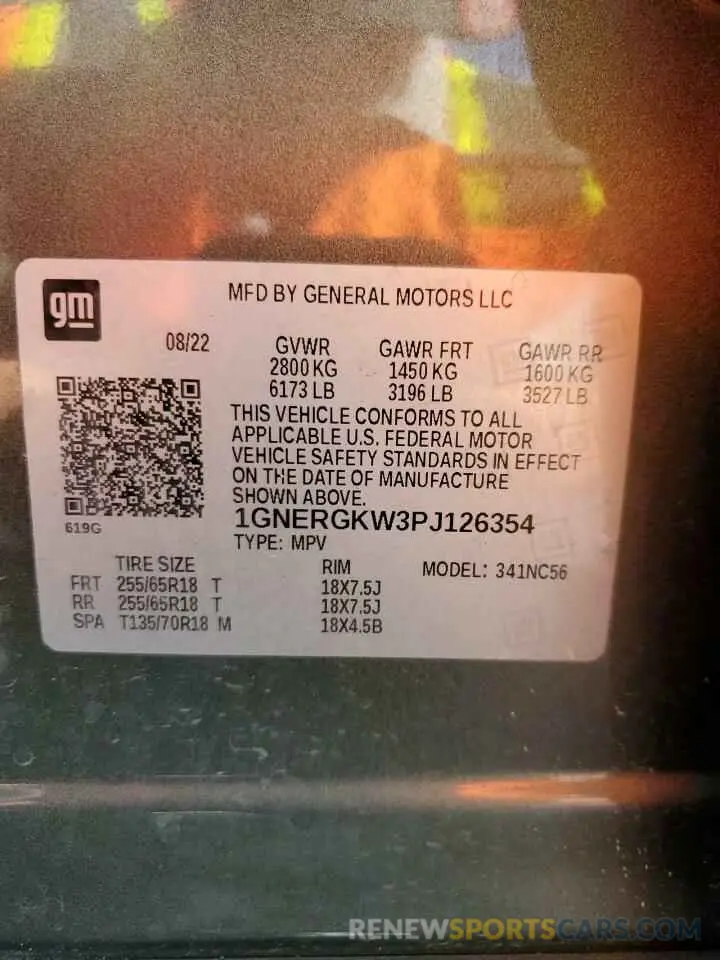 gm
MFD BY GENERAL MOTORS LLC
08/22 GVWR GAWR FRT GAWR RR
2800 KG 1450 KG 1600 KG
6173 LB 3196 LB 3527 LB
THIS VEHICLE CONFORMS TO ALL
APPLICABLE U.S. FEDERAL MOTOR
VEHICLE SAFETY STANDARDS IN EFFECT
ON THE DATE OF MANUFACTURE
SHOWN ABOVE.
619G
1GNERGKW3PJ126354
TYPE: MPV
TIRE SIZE RIM MODEL: 341NC56
FRT 255/65R18 T 18X7.5J
RR 255/65R18 T 18X7.5J
SPA T135/70R18 M 18X4.5B
RENEWSPORTSCARS.COM